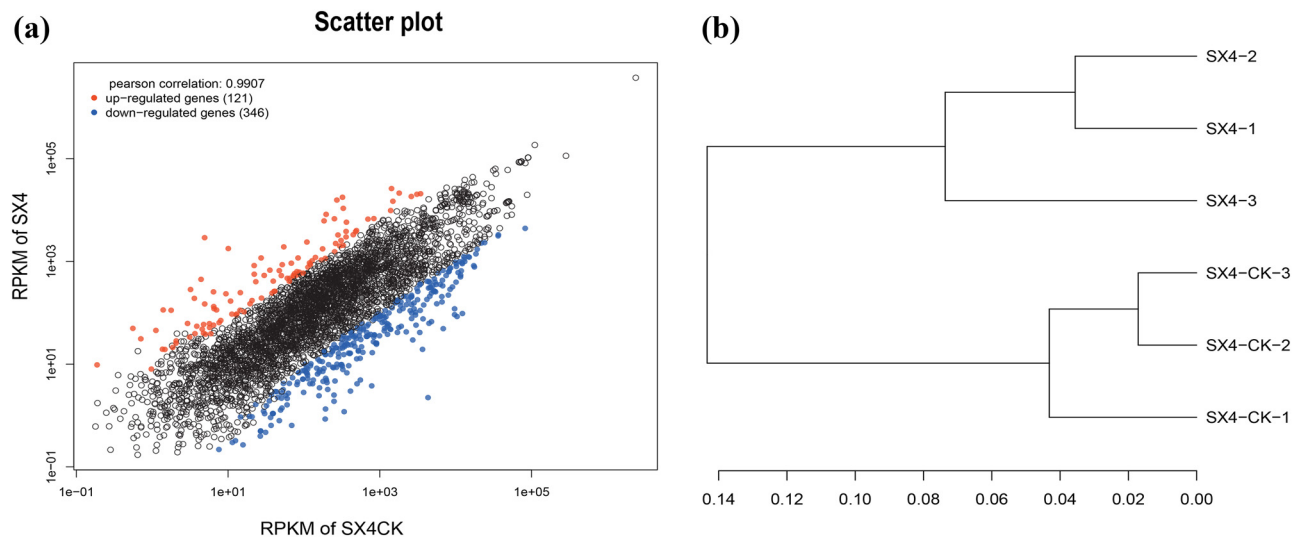 (a)
Scatter plot
pearson correlation: 0.9907
up−regulated genes (121)
down−regulated genes (346)
RPKM of SX4
1e+05
1e+03
1e+01
1e−01
1e−01 1e+01 1e+03 1e+05
RPKM of SX4CK
(b)
SX4−2
SX4−1
SX4−3
SX4−CK−3
SX4−CK−2
SX4−CK−1
0.14 0.12 0.10 0.08 0.06 0.04 0.02 0.00